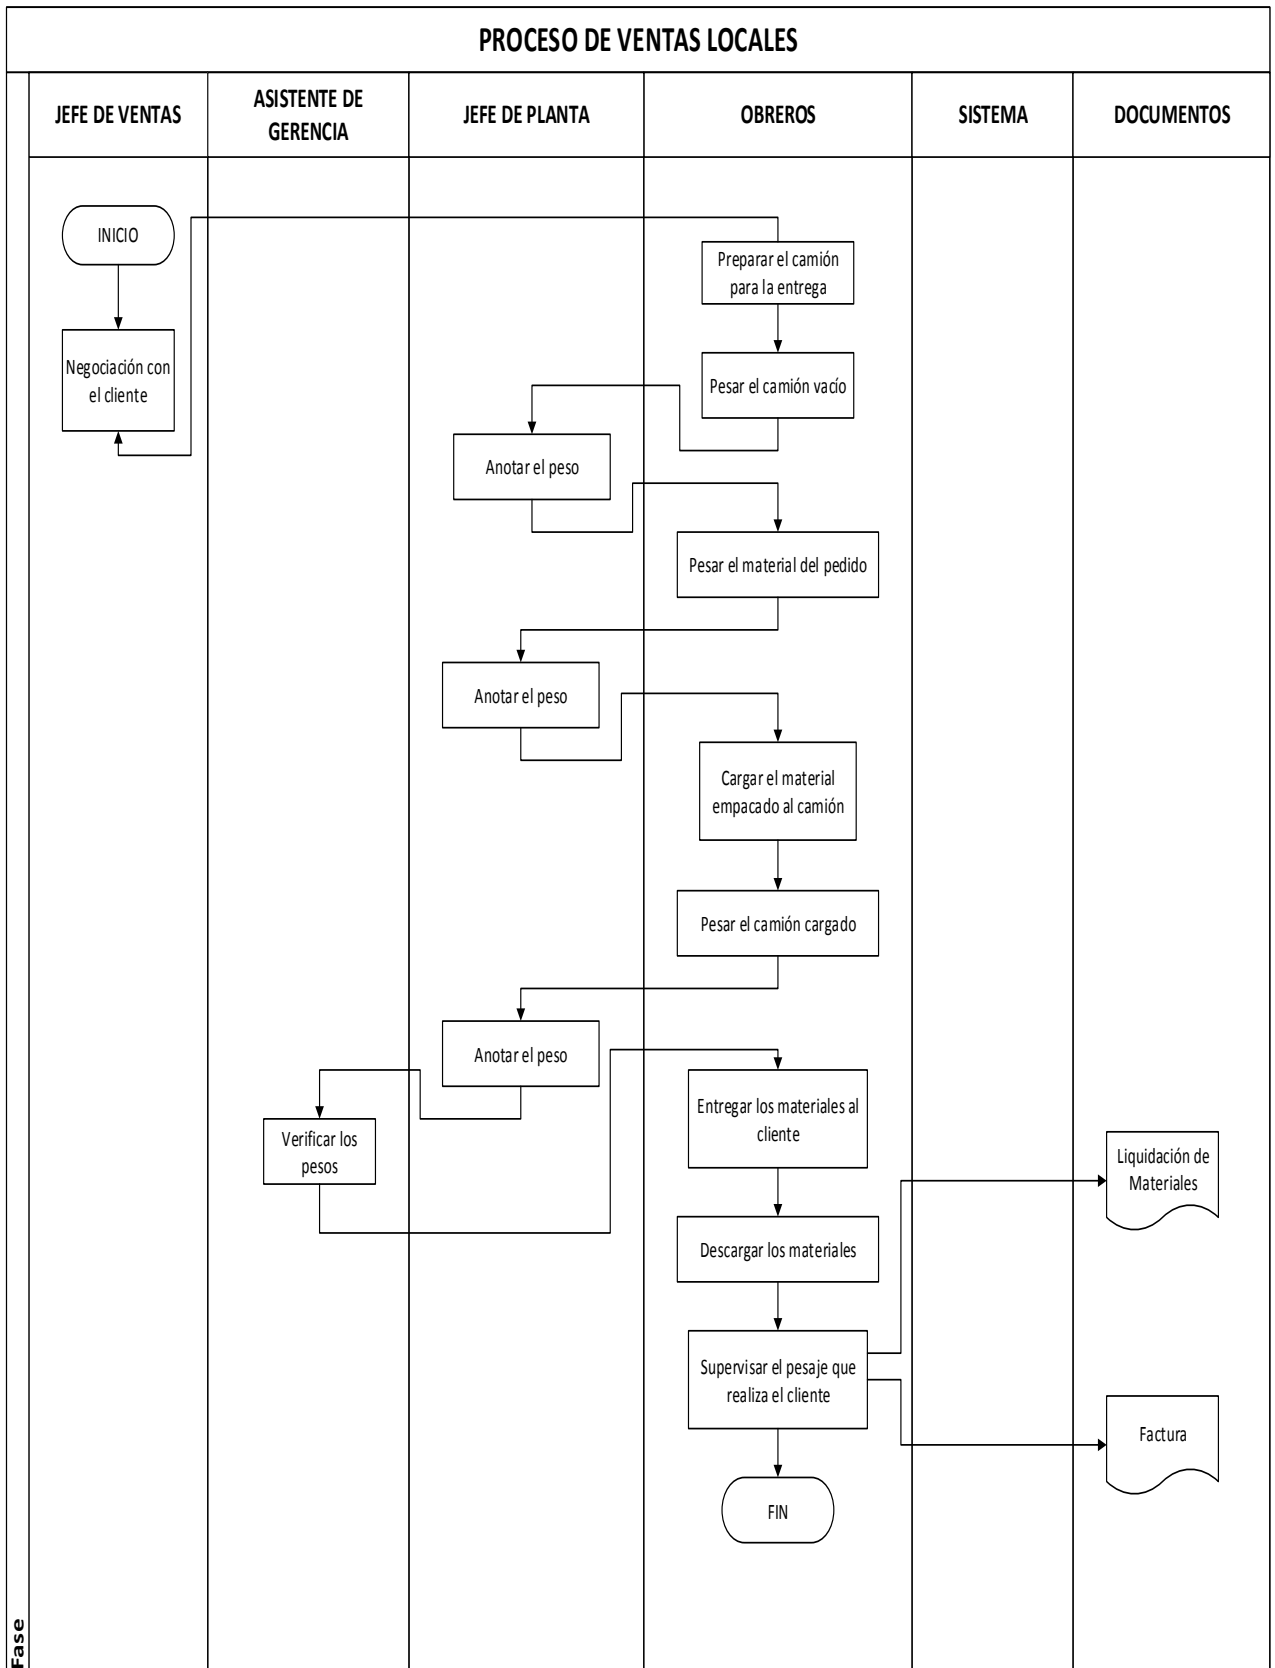 PROCESO DE VENTAS LOCALES
JEFE DE VENTAS
ASISTENTE DE
GERENCIA
JEFE DE PLANTA
OBREROS
SISTEMA
DOCUMENTOS
INICIO
Negociación con
el cliente
Preparar el camión
para la entrega
Pesar el camión vacío
Anotar el peso
Pesar el material del pedido
Anotar el peso
Cargar el material
empacado al camión
Pesar el camión cargado
Anotar el peso
Verificar los
pesos
Entregar los materiales al
cliente
Descargar los materiales
Supervisar el pesaje que
realiza el cliente
Liquidación de
Materiales
Factura
FIN
Fase